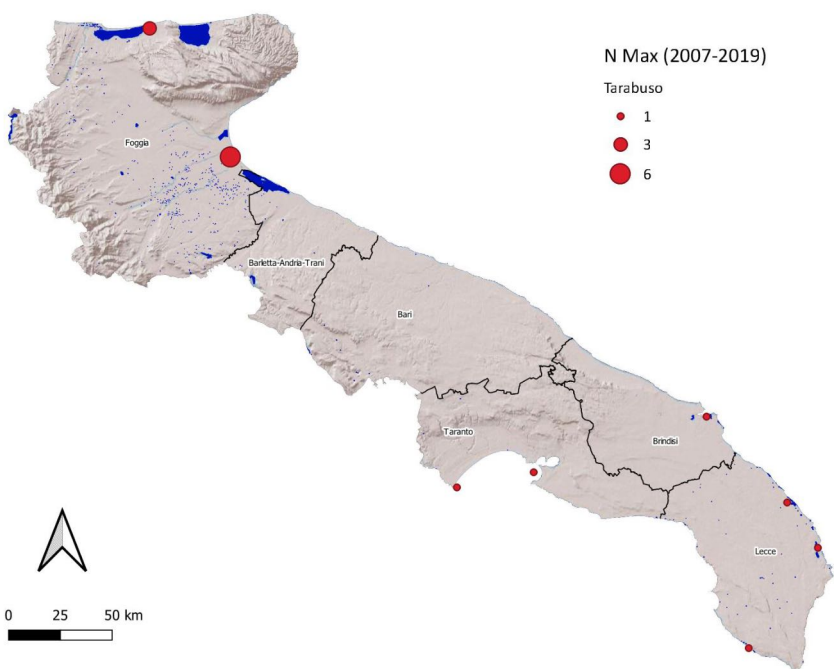 N Max (2007-2019)
Tarabuso
1
3
6
Foggia
Barletta-Andria-Trani
Bari
Taranto
Brindisi
Lecce
0 25 50 km